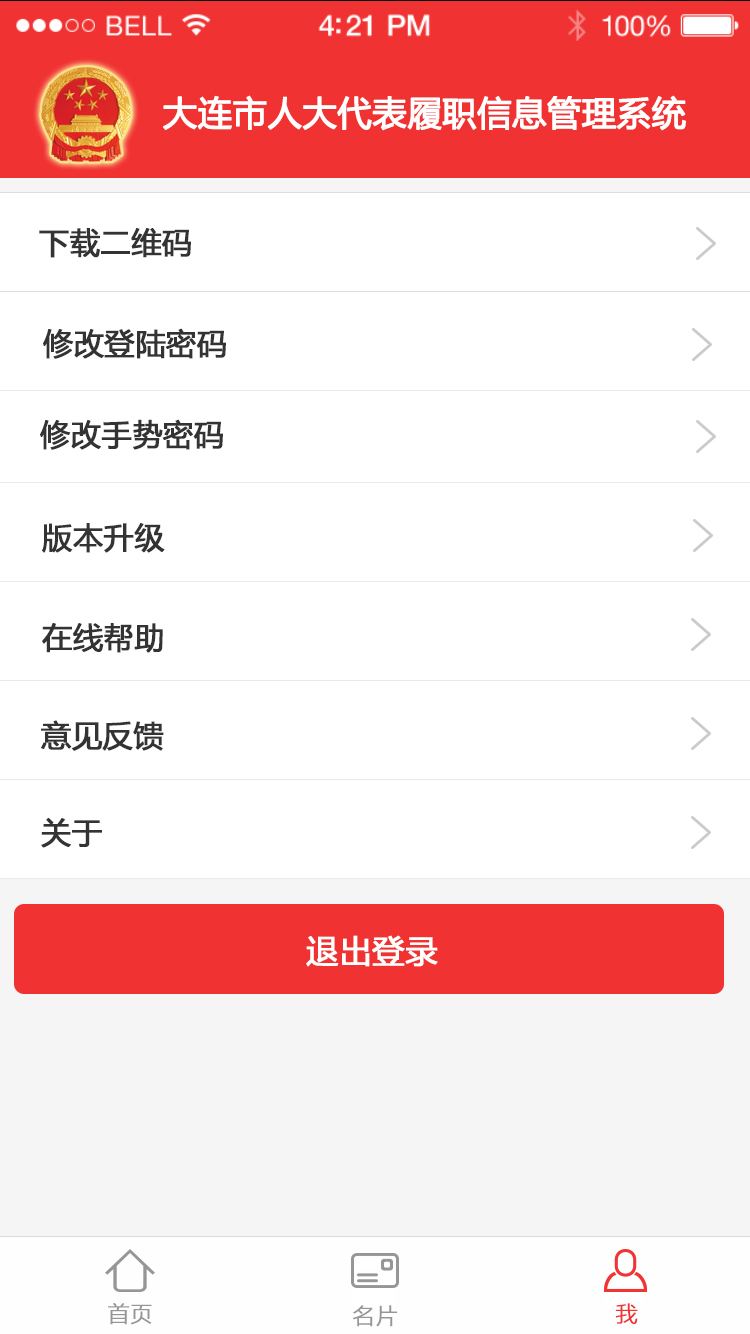 BELL 4:21 PM 100%
大连市人大代表履职信息管理系统
下载二维码
修改登陆密码
修改手势密码
版本升级
在线帮助
意见反馈
关于
退出登录
首页 名片 我